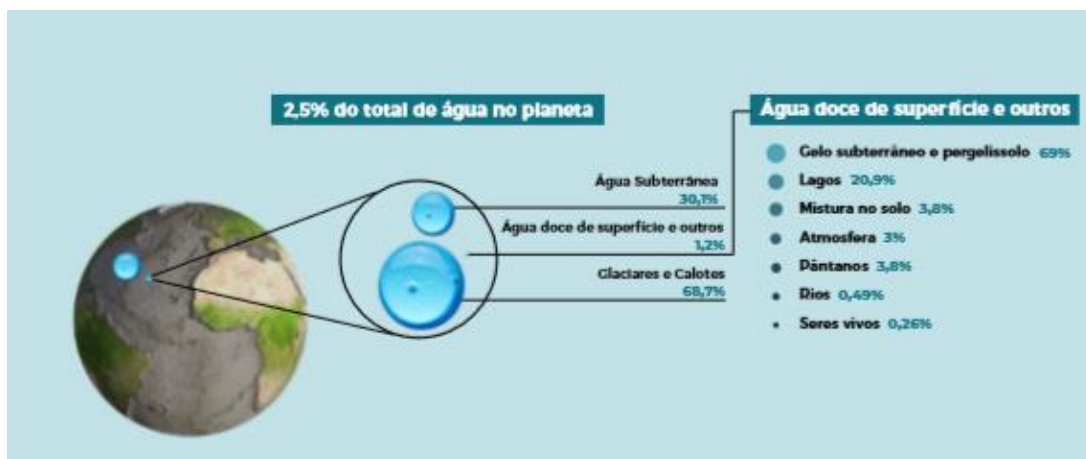 2,5% do total de água no planeta
Água Subterrânea
30,1%
Água doce de superfície e outros
1,2%
Glaciares e Calotes
68,7%
Água doce de superfície e outros
Gelo subterrâneo e pergelissolo 69%
Lagos 20,9%
Mistura no solo 3,8%
Atmosfera 3%
Pântanos 3,8%
Rios 0,49%
Seres vivos 0,26%